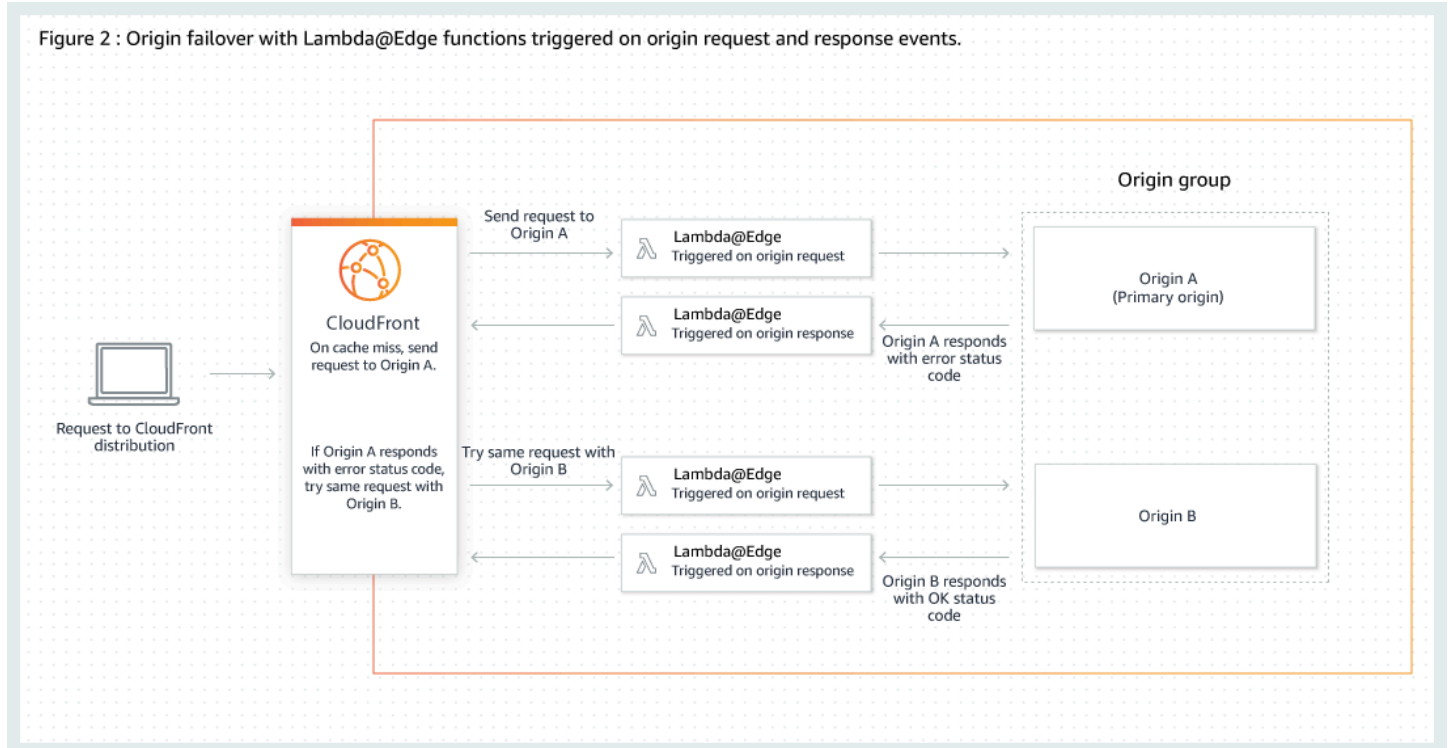 Figure 2 : Origin failover with Lambda@Edge functions triggered on origin request and response events.
Origin group
Send request to
Origin A
Lambda@Edge
Triggered on origin request
Origin A
(Primary origin)
CloudFront
On cache miss, send
request to Origin A.
Lambda@Edge
Triggered on origin response
Origin A responds
with error status
code
Request to CloudFront
distribution
If Origin A responds
with error status code,
try same request with
Origin B.
Try same request with
Origin B
Lambda@Edge
Triggered on origin request
Origin B
Lambda@Edge
Triggered on origin response
Origin B responds
with OK status
code